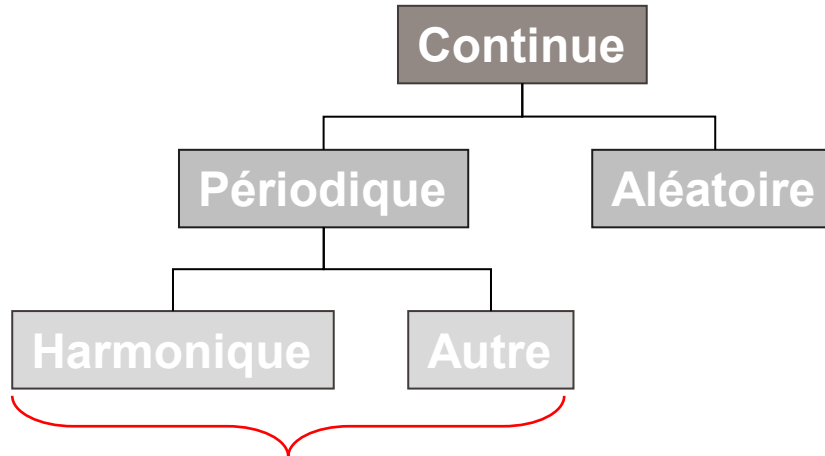 Continue
Périodique
Aléatoire
Harmonique
Autre